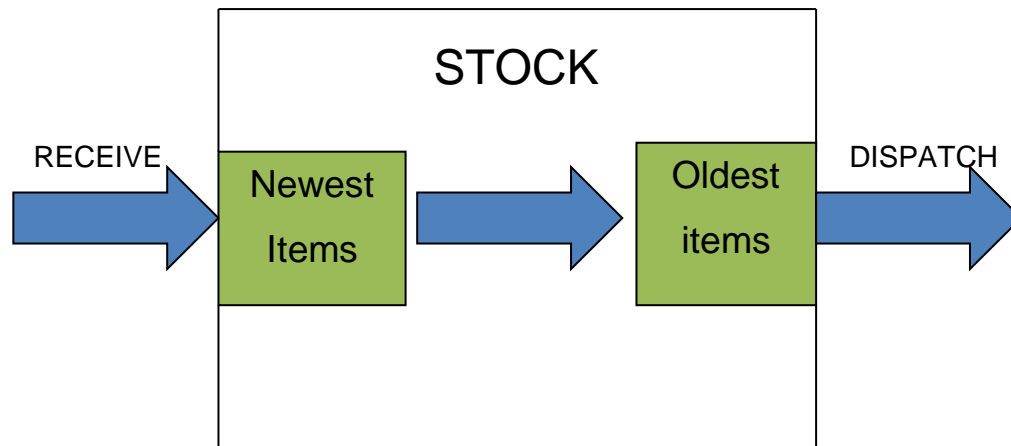 STOCK
RECEIVE
Newest
Items
Oldest
items
DISPATCH